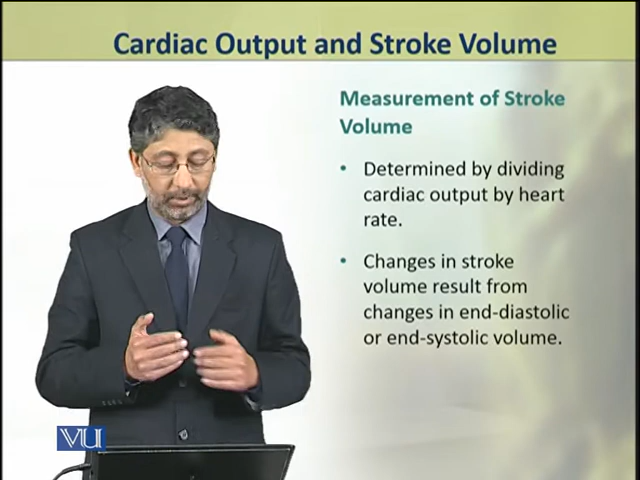 Cardiac Output and Stroke Volume
Measurement of Stroke
Volume
• Determined by dividing
cardiac output by heart
rate.
• Changes in stroke
volume result from
changes in end-diastolic
or end-systolic volume.
VU